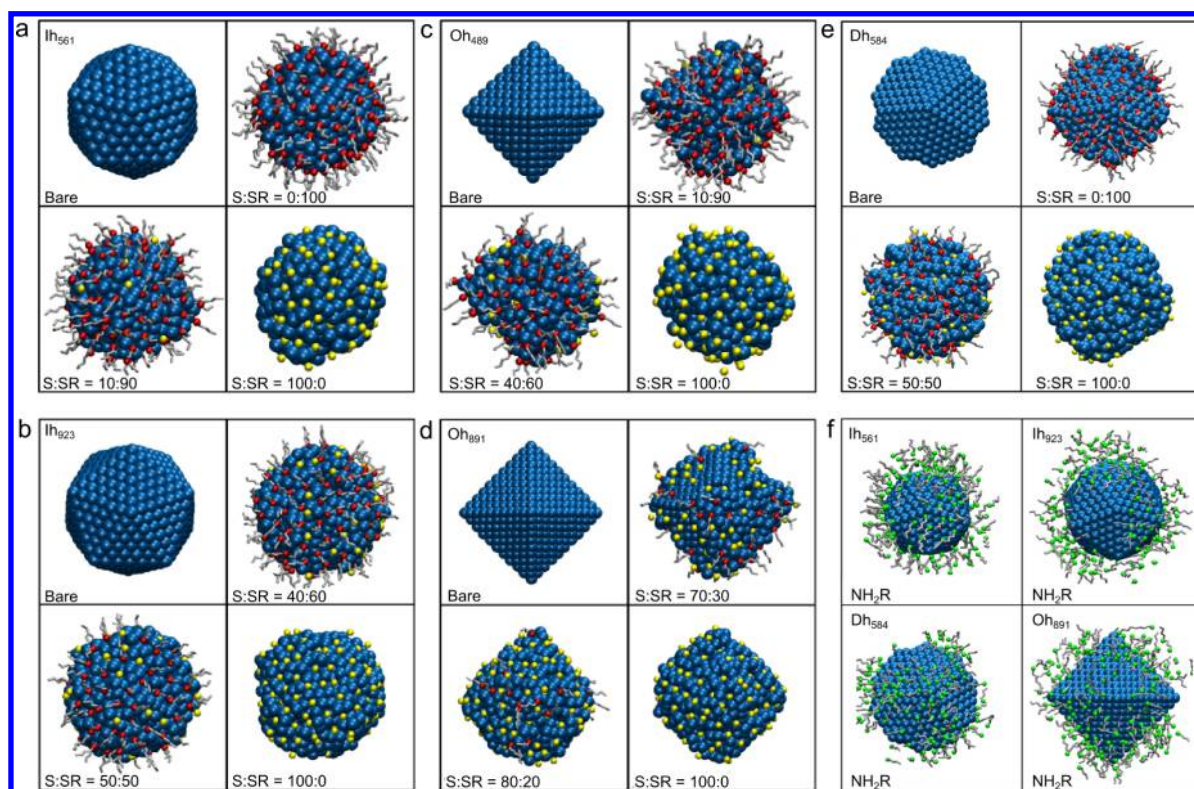 a
Ih561
Bare
S:SR = 0:100
S:SR = 10:90
S:SR = 100:0
b
Ih923
Bare
S:SR = 40:60
S:SR = 50:50
S:SR = 100:0
c
Oh489
Bare
S:SR = 10:90
S:SR = 40:60
S:SR = 100:0
d
Oh891
Bare
S:SR = 70:30
S:SR = 80:20
S:SR = 100:0
e
Dh584
Bare
S:SR = 0:100
S:SR = 50:50
S:SR = 100:0
f
Ih561
NH2R
Ih923
NH2R
Dh584
NH2R
Oh891
NH2R